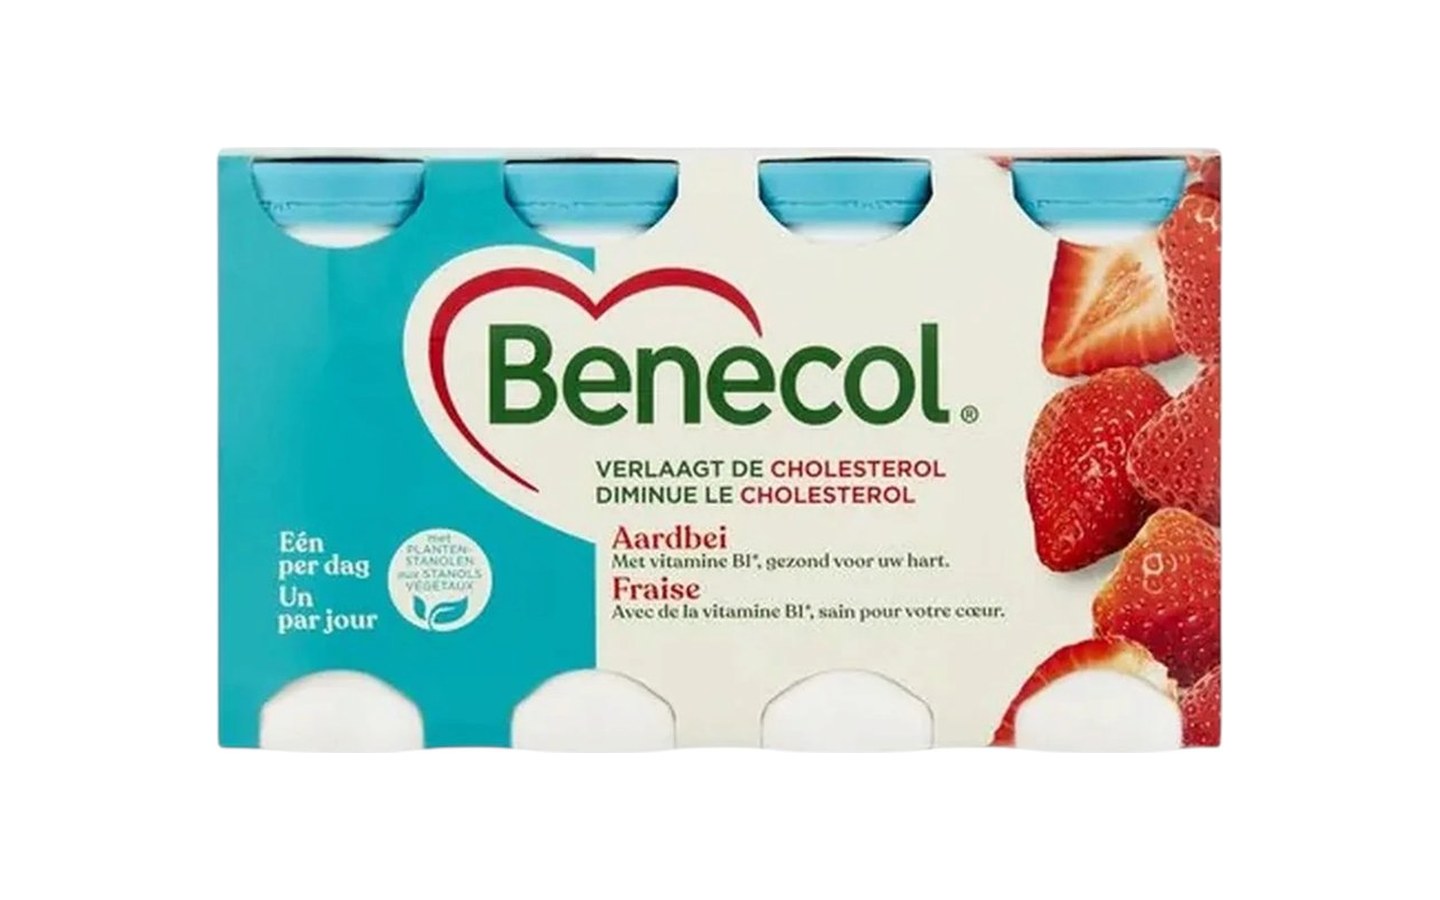 Benecol®
VERLAAGT DE CHOLESTEROL
DIMINUE LE CHOLESTEROL
Aardbei
Met vitamine B1*, gezond voor uw hart.
Fraise
Avec de la vitamine B1*, sain pour votre cœur.
Eén
per dag
Un
par jour
met
PLANTEN-
STANOLEN
aux STANOLS
VÉGÉTAUX